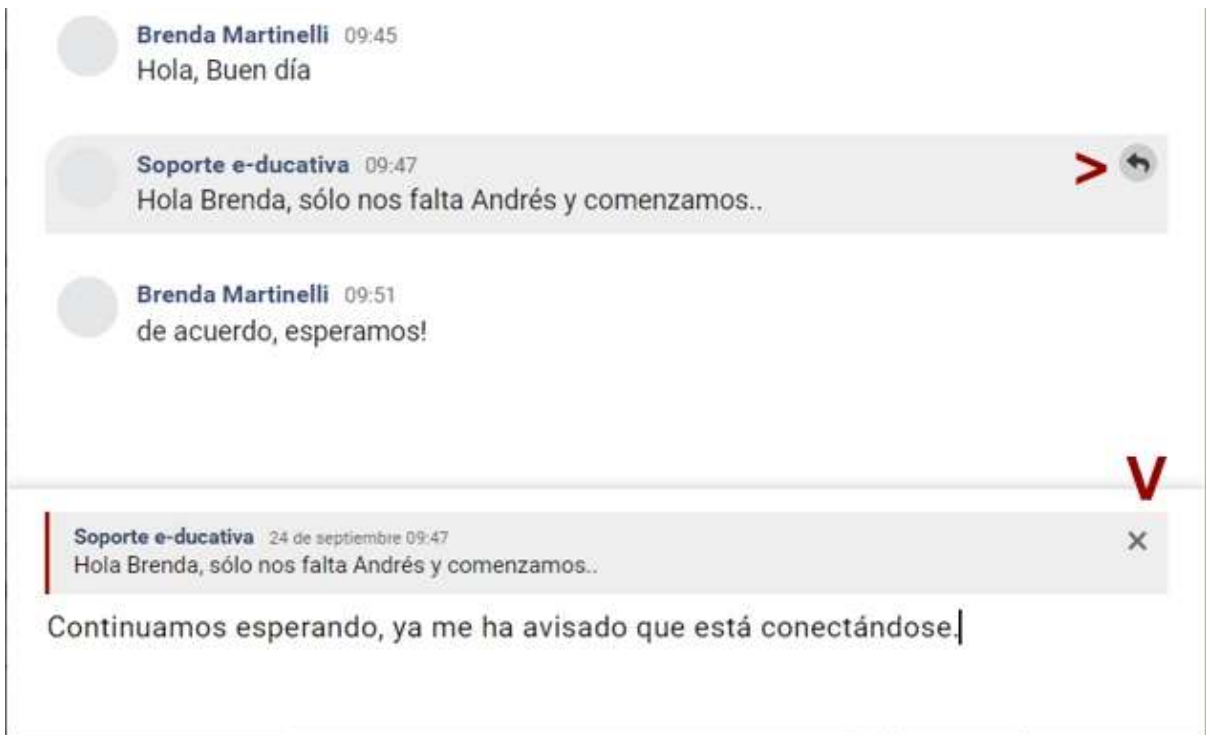 Brenda Martinelli 09:45
Hola, Buen día
Soporte e-ducativa 09:47
>
Hola Brenda, sólo nos falta Andrés y comenzamos..
Brenda Martinelli 09:51
de acuerdo, esperamos!
V
Soporte e-ducativa 24 de septiembre 09:47
Hola Brenda, sólo nos falta Andrés y comenzamos..
Continuamos esperando, ya me ha avisado que está conectándose.